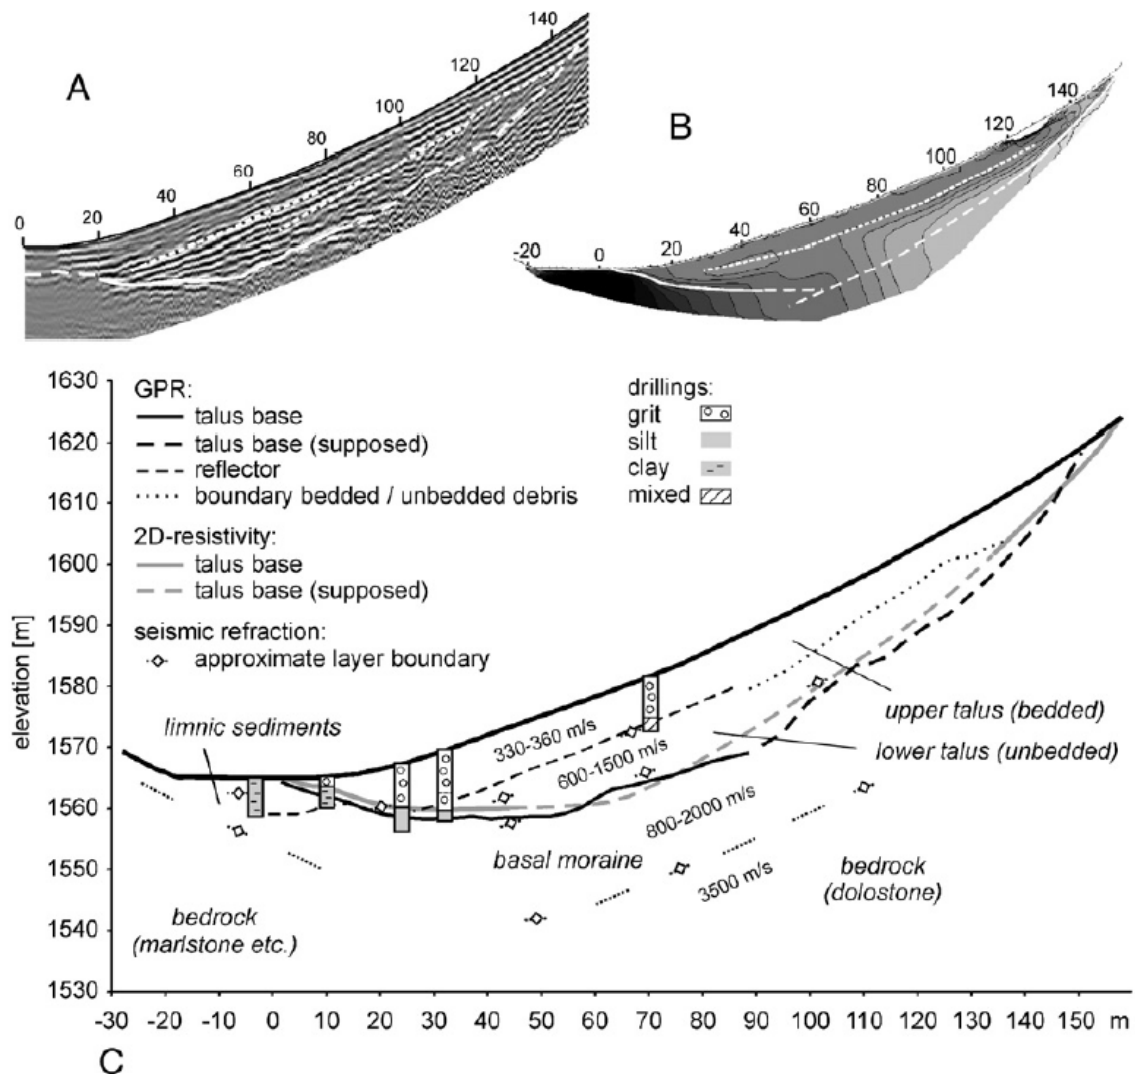 A
0 20 40 60 80 100 120 140
B
-20 0 20 40 60 80 100 120 140
1630
1620
1610
1600
1590
1580
1570
1560
1550
1540
1530
elevation [m]
GPR:
talus base
talus base (supposed)
reflector
boundary bedded / unbedded debris
2D-resistivity:
talus base
talus base (supposed)
seismic refraction:
approximate layer boundary
drillings:
grit
silt
clay
mixed
limnic sediments
330-360 m/s
600-1500 m/s
upper talus (bedded)
lower talus (unbedded)
800-2000 m/s
basal moraine
3500 m/s
bedrock
(dolostone)
bedrock
(marlstone etc.)
-30 -20 -10 0 10 20 30 40 50 60 70 80 90 100 110 120 130 140 150 m
C